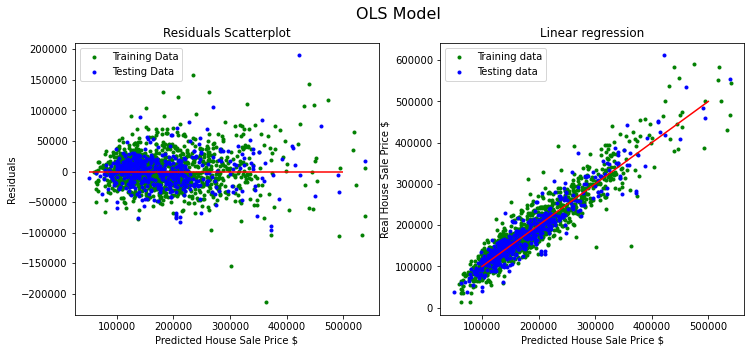 OLS Model
Residuals Scatterplot
Training Data
Testing Data
200000
150000
100000
50000
0
−50000
−100000
−150000
−200000
Residuals
100000 200000 300000 400000 500000
Predicted House Sale Price $
Linear regression
Training data
Testing data
600000
500000
400000
300000
200000
100000
0
Real House Sale Price $
100000 200000 300000 400000 500000
Predicted House Sale Price $